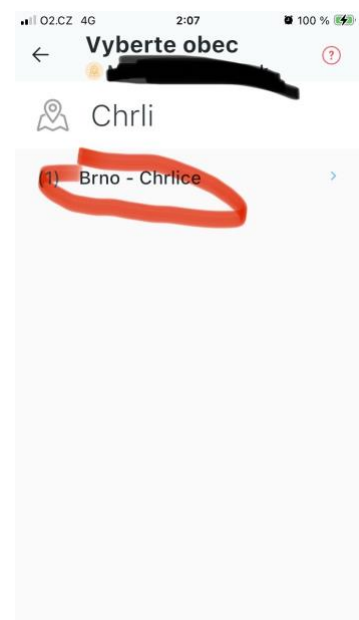 O2.CZ 4G 2:07 100 %
Vyberte obec
?
Chrli
(1) Brno - Chrlice